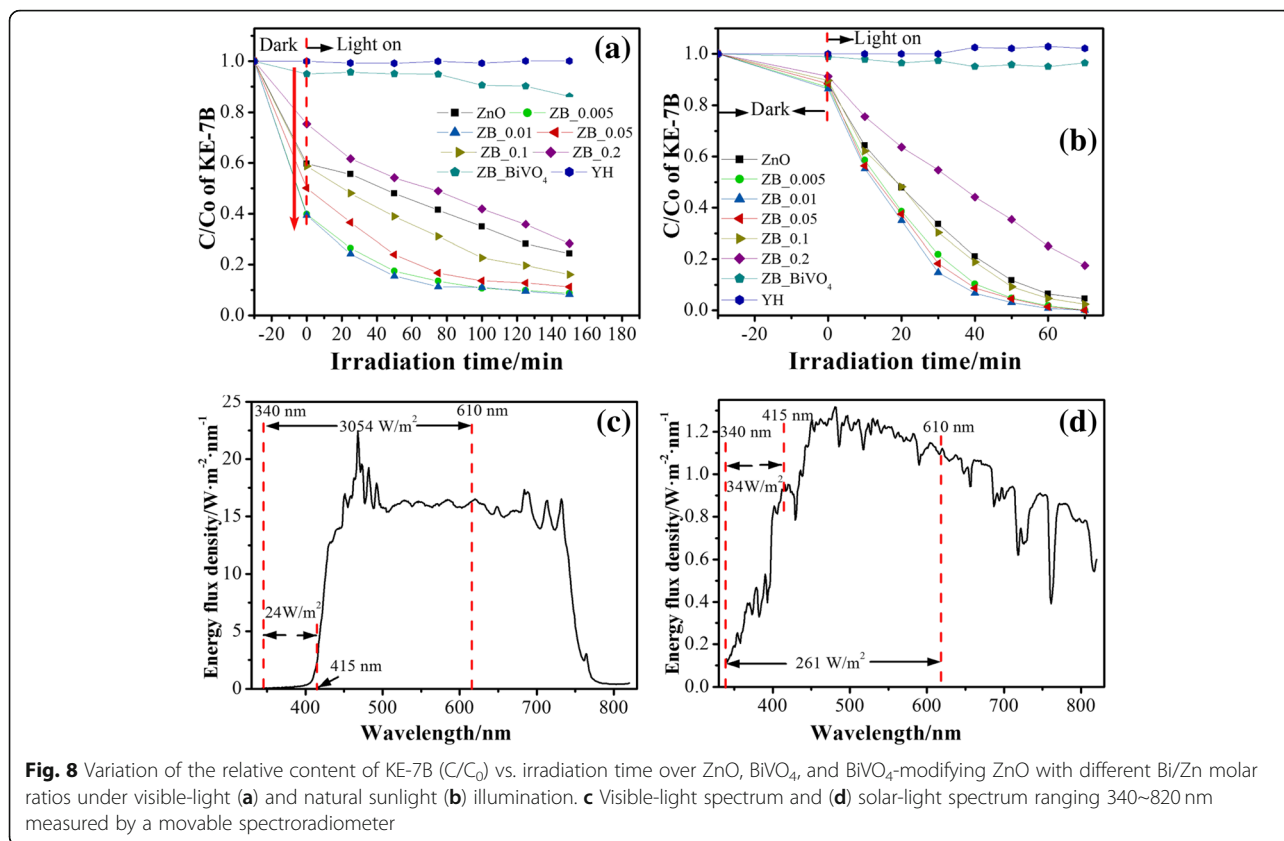 (a)
Dark
Light on
ZnO
ZB_0.005
ZB_0.01
ZB_0.05
ZB_0.1
ZB_0.2
ZB_BiVO₄
YH
C/Co of KE-7B
1.0
0.8
0.6
0.4
0.2
0.0
-20 0 20 40 60 80 100 120 140 160 180
Irradiation time/min
(b)
Light on
Dark
ZnO
ZB_0.005
ZB_0.01
ZB_0.05
ZB_0.1
ZB_0.2
ZB_BiVO₄
YH
C/Co of KE-7B
1.0
0.8
0.6
0.4
0.2
0.0
-20 0 20 40 60
Irradiation time/min
(c)
340 nm
610 nm
3054 W/m²
24W/m²
415 nm
Energy flux density/W·m⁻²·nm⁻¹
25
20
15
10
5
0
400 500 600 700 800
Wavelength/nm
(d)
415 nm
340 nm
610 nm
34W/m²
261 W/m²
Energy flux density/W·m⁻²·nm⁻¹
1.2
1.0
0.8
0.6
0.4
0.2
0.0
400 500 600 700 800
Wavelength/nm
Fig. 8 Variation of the relative content of KE-7B (C/C₀) vs. irradiation time over ZnO, BiVO₄, and BiVO₄-modifying ZnO with different Bi/Zn molar
ratios under visible-light (a) and natural sunlight (b) illumination. c Visible-light spectrum and (d) solar-light spectrum ranging 340~820 nm
measured by a movable spectroradiometer